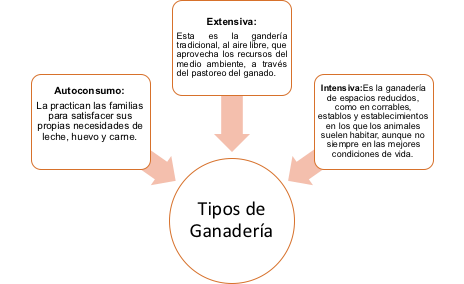 Extensiva:
Esta es la gandería
tradicional, al aire libre, que
aprovecha los recursos del
medio ambiente, a través
del pastoreo del ganado.
Autoconsumo:
La practican las familias
para satisfacer sus
propias necesidades de
leche, huevo y carne.
Intensiva:Es la ganadería
de espacios reducidos,
como en corrables,
establos y establecimientos
en los que los animales
suelen habitar, aunque no
siempre en las mejores
condiciones de vida.
Tipos de
Ganadería